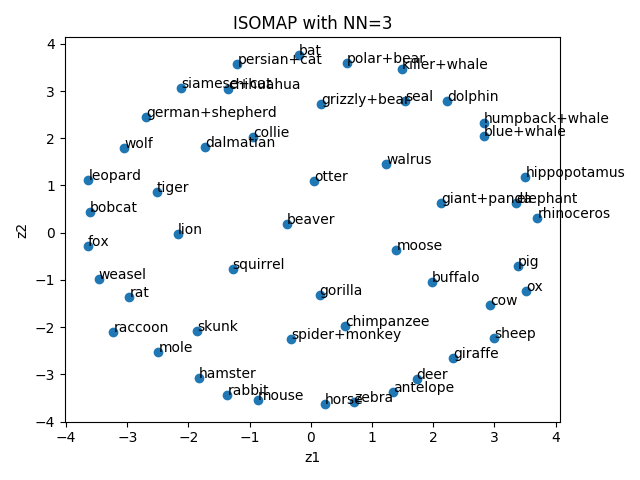 ISOMAP with NN=3
4
3
2
1
0
−1
−2
−3
−4
z2
bat
persian+cat
polar+bear
killer+whale
siamese+cat
chihuahua
grizzly+bear
seal
dolphin
german+shepherd
humpback+whale
blue+whale
collie
dalmatian
wolf
walrus
leopard
otter
hippopotamus
tiger
giant+panda
elephant
bobcat
rhinoceros
beaver
lion
fox
moose
squirrel
pig
weasel
buffalo
ox
rat
gorilla
cow
raccoon
skunk
chimpanzee
spider+monkey
sheep
mole
giraffe
hamster
deer
rabbit
mouse
antelope
horse
zebra
−4 −3 −2 −1 0 1 2 3 4
z1